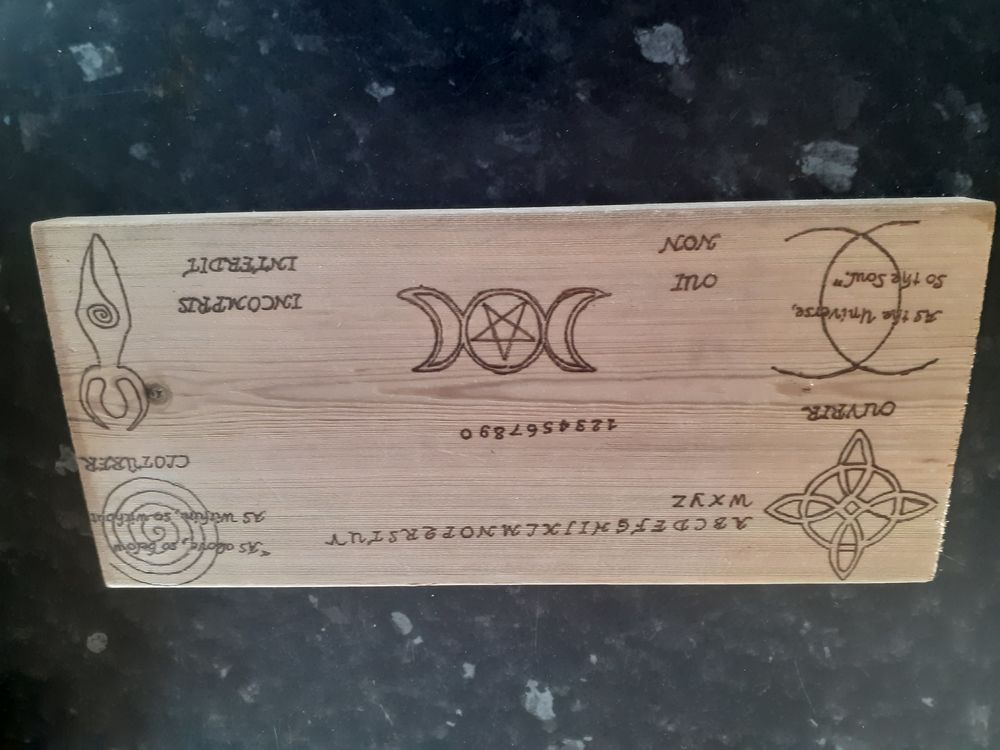 "As above, so below
As within, so without
ABCDEFGHIJKLMNOPQRSTUV
WXYZ
OUVRIR
CLOTURER
1234567890
As the Universe,
So the Soul."
OUI
NON
INCOMPRIS
INTERDIT